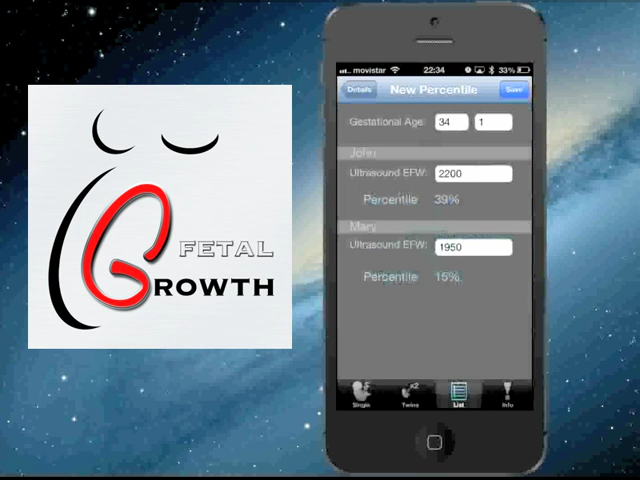 FETAL
GROWTH
movistar 22:34 33%
Details New Percentile Save
Gestational Age: 34 1
John
Ultrasound EFW: 2200
Percentile 39%
Mary
Ultrasound EFW: 1950
Percentile 15%
Single Twins List Info
x2